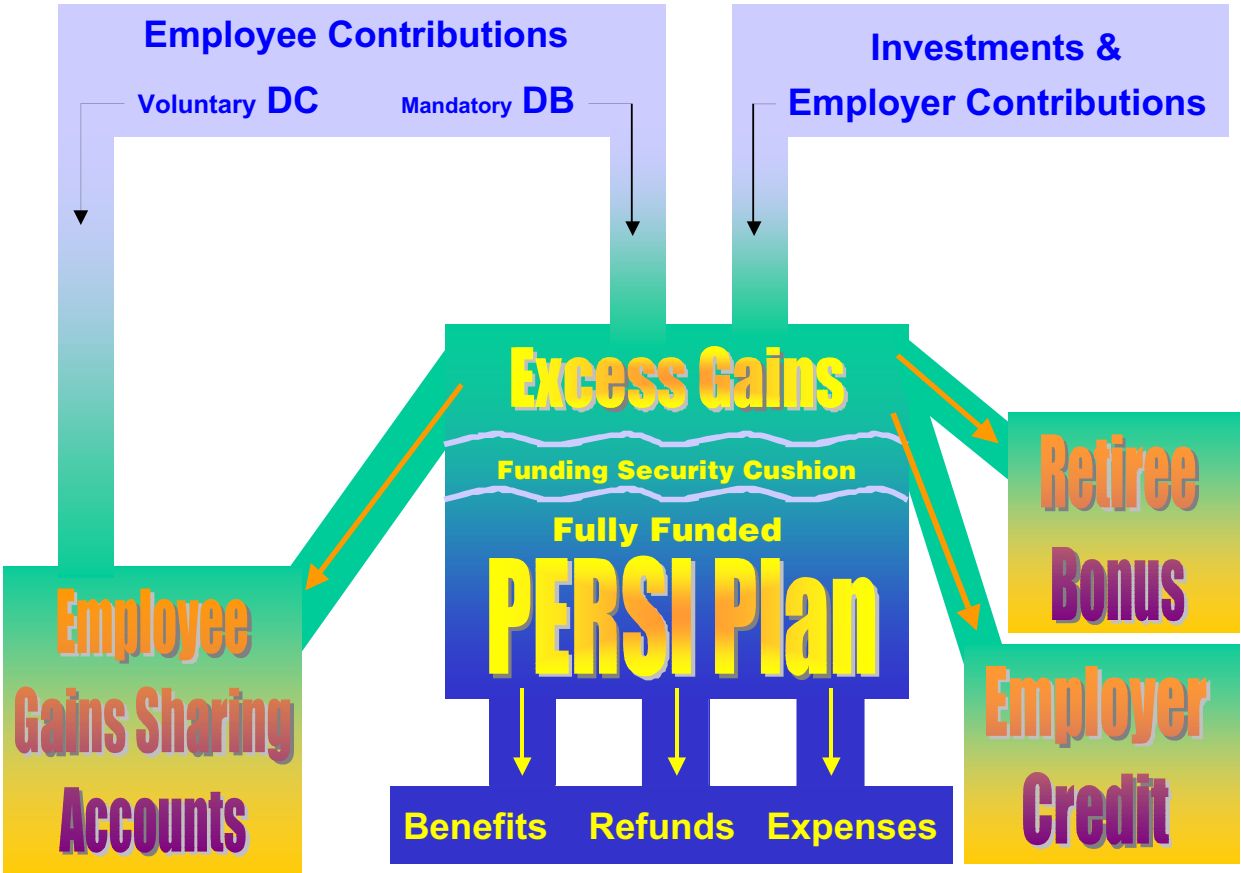 Employee Contributions
Voluntary DC
Mandatory DB
Investments &
Employer Contributions
Excess Gains
Funding Security Cushion
Fully Funded
PERSI Plan
Benefits
Refunds
Expenses
Employee
Gains Sharing
Accounts
Retiree
Bonus
Employer
Credit